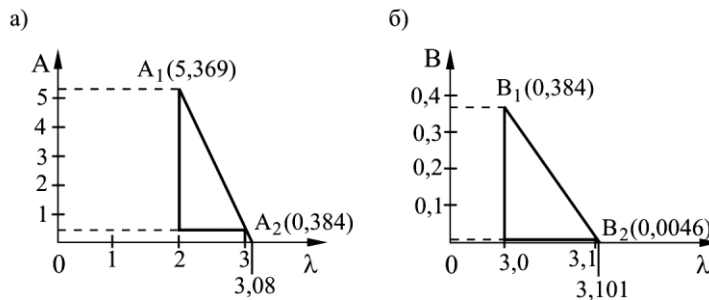 а)
A
A₁(5,369)
5
4
3
2
1
A₂(0,384)
0
1
2
3
λ
3,08
б)
B
B₁(0,384)
0,4
0,3
0,2
0,1
B₂(0,0046)
0
3,0
3,1
λ
3,101